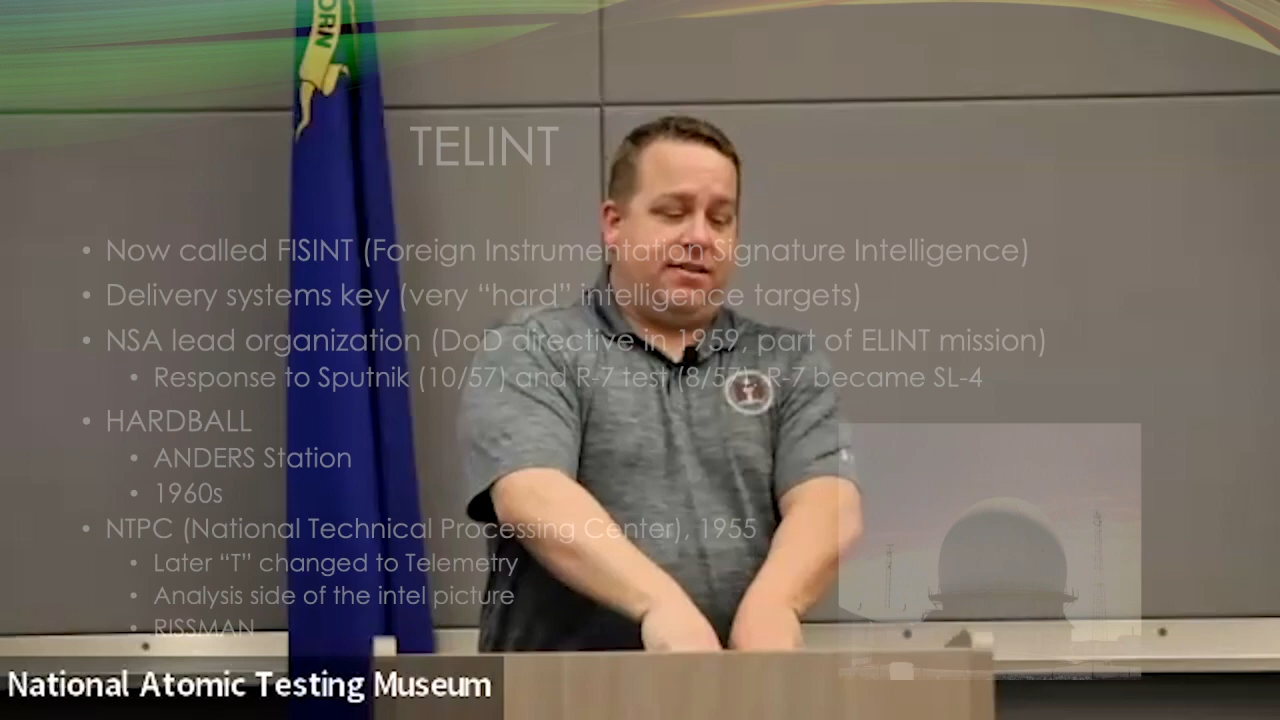 ORN
TELINT
• Now called FISINT (Foreign Instrumentation Signature Intelligence)
• Delivery systems key (very “hard” intelligence targets)
• NSA lead organization (DoD directive in 1959, part of ELINT mission)
• Response to Sputnik (10/57) and R-7 test (8/57) R-7 became SL-4
• HARDBALL
• ANDERS Station
• 1960s
• NTPC (National Technical Processing Center), 1955
• Later “T” changed to Telemetry
• Analysis side of the intel picture
• RISSMAN
National Atomic Testing Museum